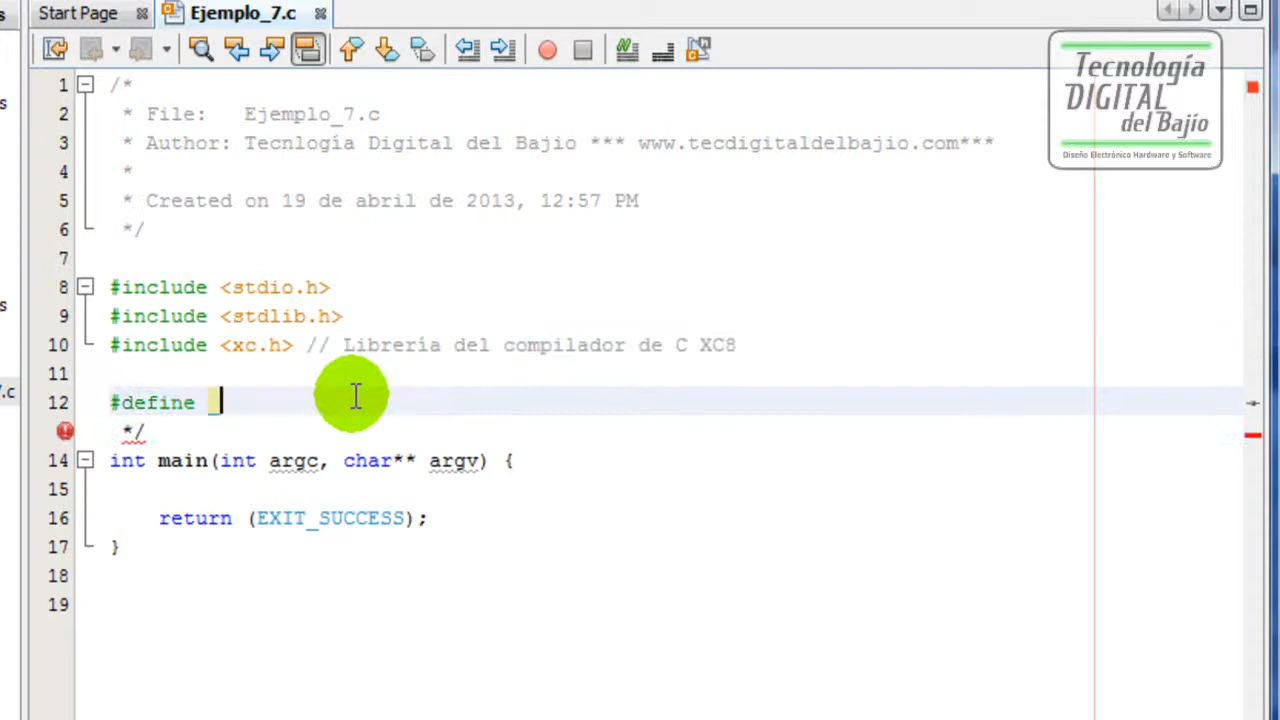 s
Start Page
Ejemplo_7.c
Tecnología
DIGITAL
del Bajío
Diseño Electrónico Hardware y Software
s
s
7.c
1 /*
2 * File: Ejemplo_7.c
3 * Author: Tecnlogía Digital del Bajio *** www.tecdigitaldelbajio.com***
4 *
5 * Created on 19 de abril de 2013, 12:57 PM
6 */
7
8 #include <stdio.h>
9 #include <stdlib.h>
10 #include <xc.h> // Librería del compilador de C XC8
11
12 #define _
*/
14 int main(int argc, char** argv) {
15
16 return (EXIT_SUCCESS);
17 }
18
19